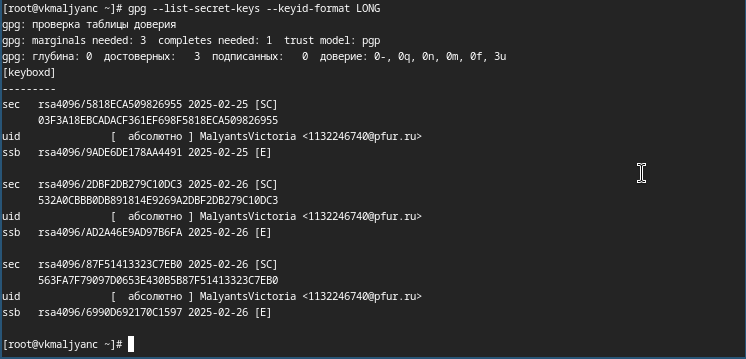 [root@vkmaljyanc ~]# gpg --list-secret-keys --keyid-format LONG
gpg: проверка таблицы доверия
gpg: marginals needed: 3  completes needed: 1  trust model: pgp
gpg: глубина: 0  достоверных:   3  подписанных:   0  доверие: 0-, 0q, 0n, 0m, 0f, 3u
[keyboxd]
---------
sec   rsa4096/5818ECA509826955 2025-02-25 [SC]
      03F3A18EBCADACF361EF698F5818ECA509826955
uid               [  абсолютно ] MalyantsVictoria <1132246740@pfur.ru>
ssb   rsa4096/9ADE6DE178AA4491 2025-02-25 [E]
sec   rsa4096/2DBF2DB279C10DC3 2025-02-26 [SC]
      532A0CBBB0DB891814E9269A2DBF2DB279C10DC3
uid               [  абсолютно ] MalyantsVictoria <1132246740@pfur.ru>
ssb   rsa4096/AD2A46E9AD97B6FA 2025-02-26 [E]
sec   rsa4096/87F51413323C7EB0 2025-02-26 [SC]
      563FA7F79097D0653E430B5B87F51413323C7EB0
uid               [  абсолютно ] MalyantsVictoria <1132246740@pfur.ru>
ssb   rsa4096/6990D692170C1597 2025-02-26 [E]
[root@vkmaljyanc ~]#